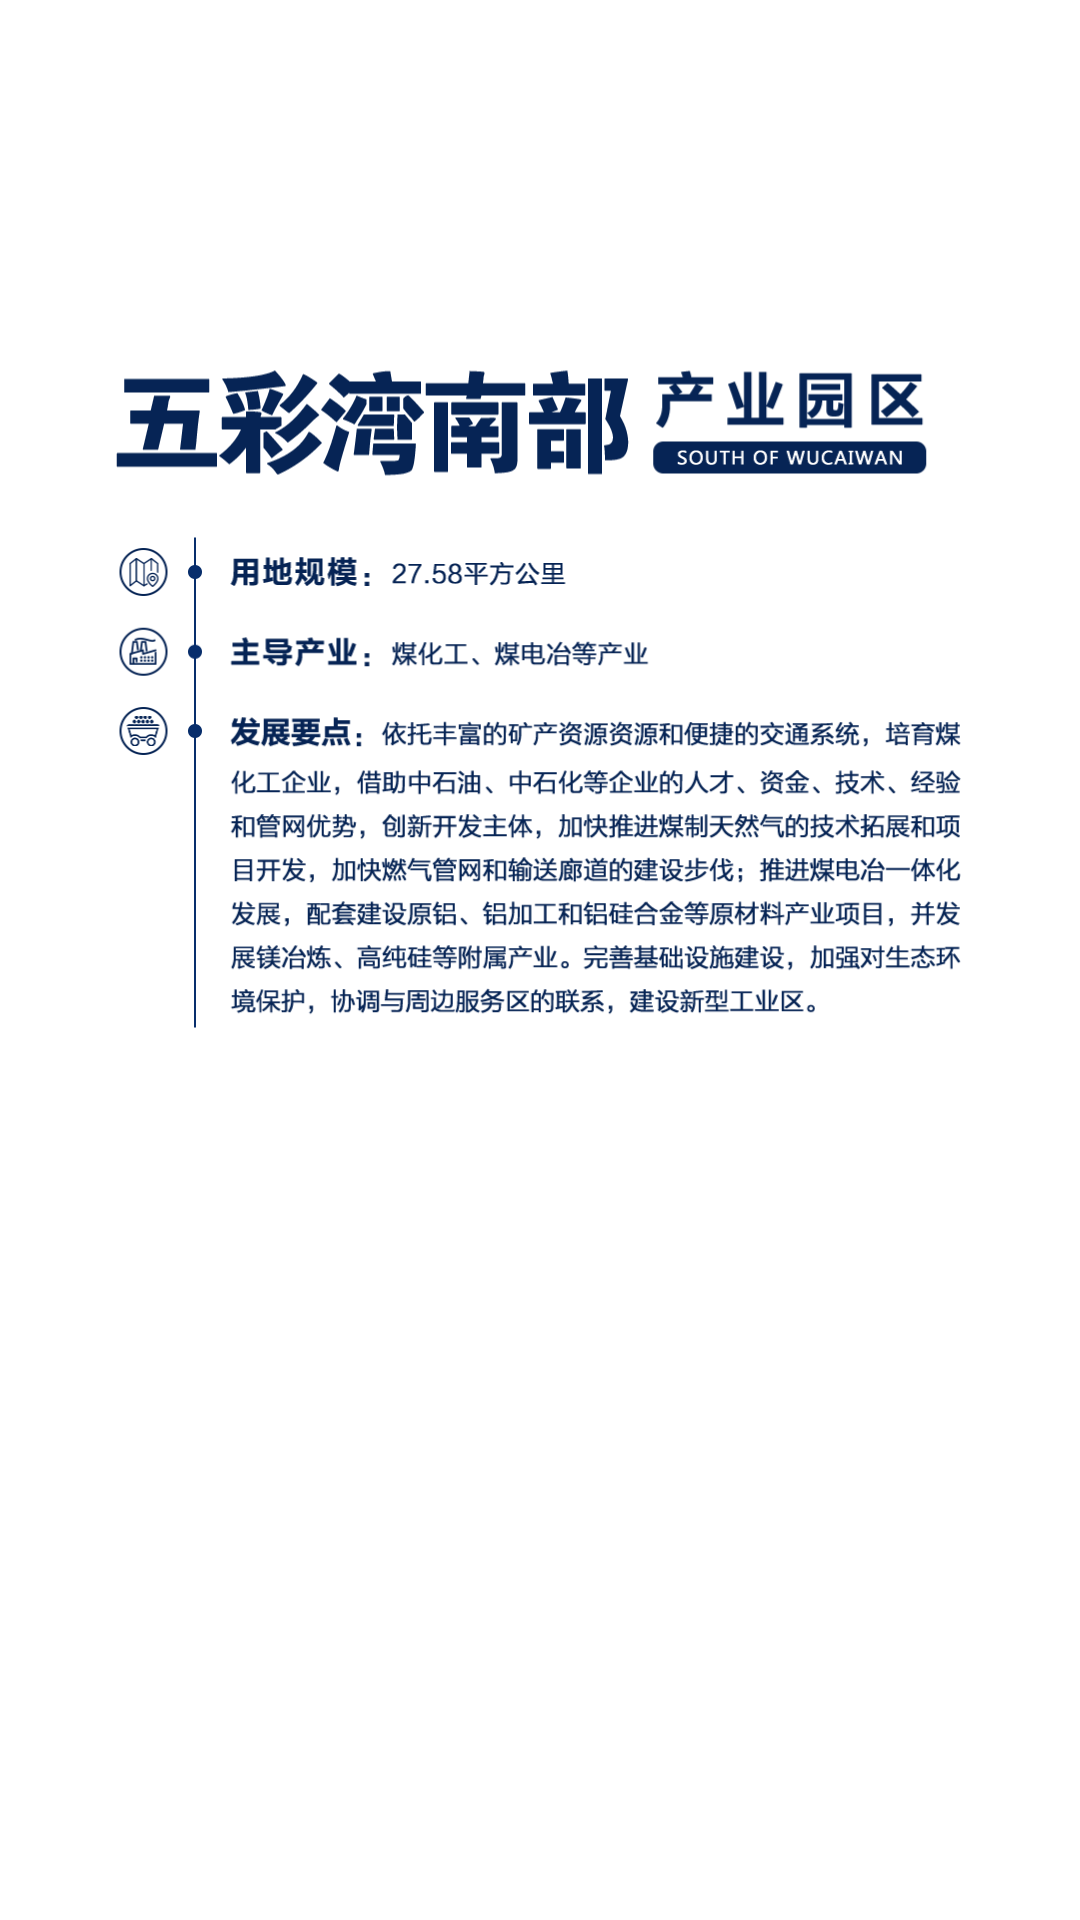 五彩湾南部 产业园区
SOUTH OF WUCAIWAN
用地规模：27.58平方公里
主导产业：煤化工、煤电冶等产业
发展要点：依托丰富的矿产资源资源和便捷的交通系统，培育煤
化工企业，借助中石油、中石化等企业的人才、资金、技术、经验
和管网优势，创新开发主体，加快推进煤制天然气的技术拓展和项
目开发，加快燃气管网和输送廊道的建设步伐；推进煤电冶一体化
发展，配套建设原铝、铝加工和铝硅合金等原材料产业项目，并发
展镁冶炼、高纯硅等附属产业。完善基础设施建设，加强对生态环
境保护，协调与周边服务区的联系，建设新型工业区。